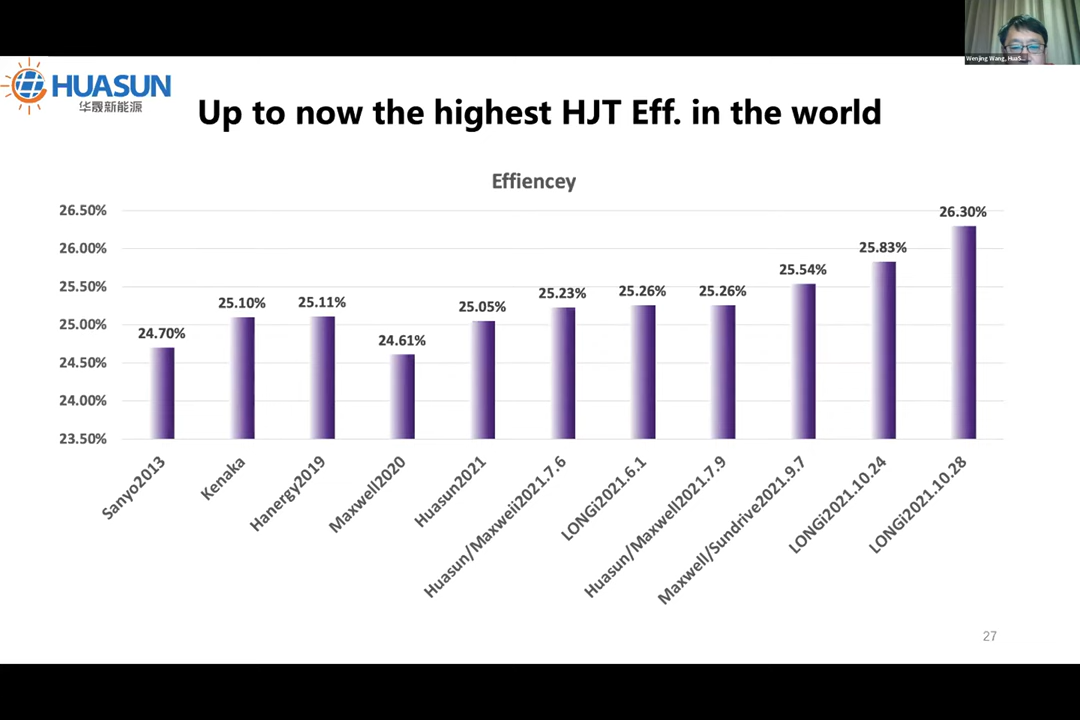 Wenjing Wang, HuaS...
HUASUN
华晟新能源
Up to now the highest HJT Eff. in the world
Effiencey
26.50%
26.00%
25.50%
25.00%
24.50%
24.00%
23.50%
24.70%
25.10%
25.11%
24.61%
25.05%
25.23%
25.26%
25.26%
25.54%
25.83%
26.30%
Sanyo2013
Kenaka
Hanergy2019
Maxwell2020
Huasun2021
Huasun/Maxweii2021.7.6
LONGi2021.6.1
Huasun/Maxwell2021.7.9
Maxwell/Sundrive2021.9.7
LONGi2021.10.24
LONGi2021.10.28
27